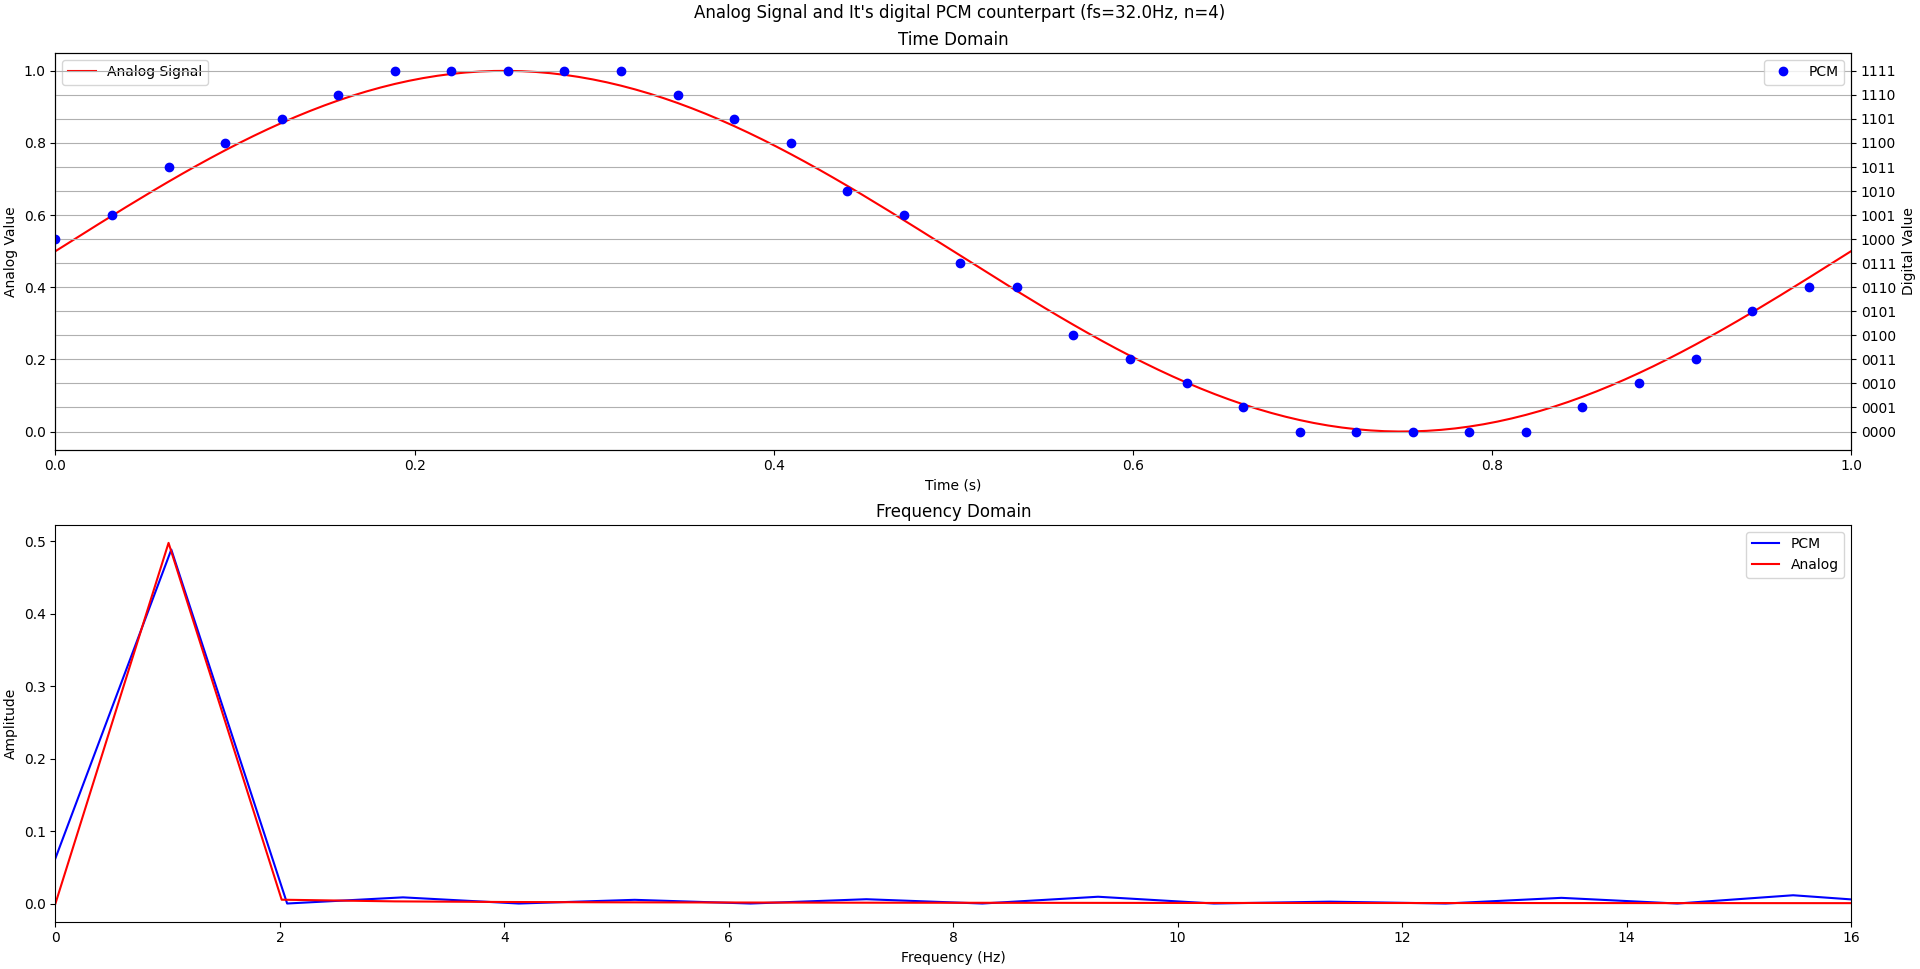 Analog Signal and It's digital PCM counterpart (fs=32.0Hz, n=4)
Time Domain
Analog Signal
PCM
Analog Value
1.0
0.8
0.6
0.4
0.2
0.0
1111
1110
1101
1100
1011
1010
1001
1000
0111
0110
0101
0100
0011
0010
0001
0000
Digital Value
0.0 0.2 0.4 0.6 0.8 1.0
Time (s)
Frequency Domain
PCM
Analog
Amplitude
0.5
0.4
0.3
0.2
0.1
0.0
0 2 4 6 8 10 12 14 16
Frequency (Hz)